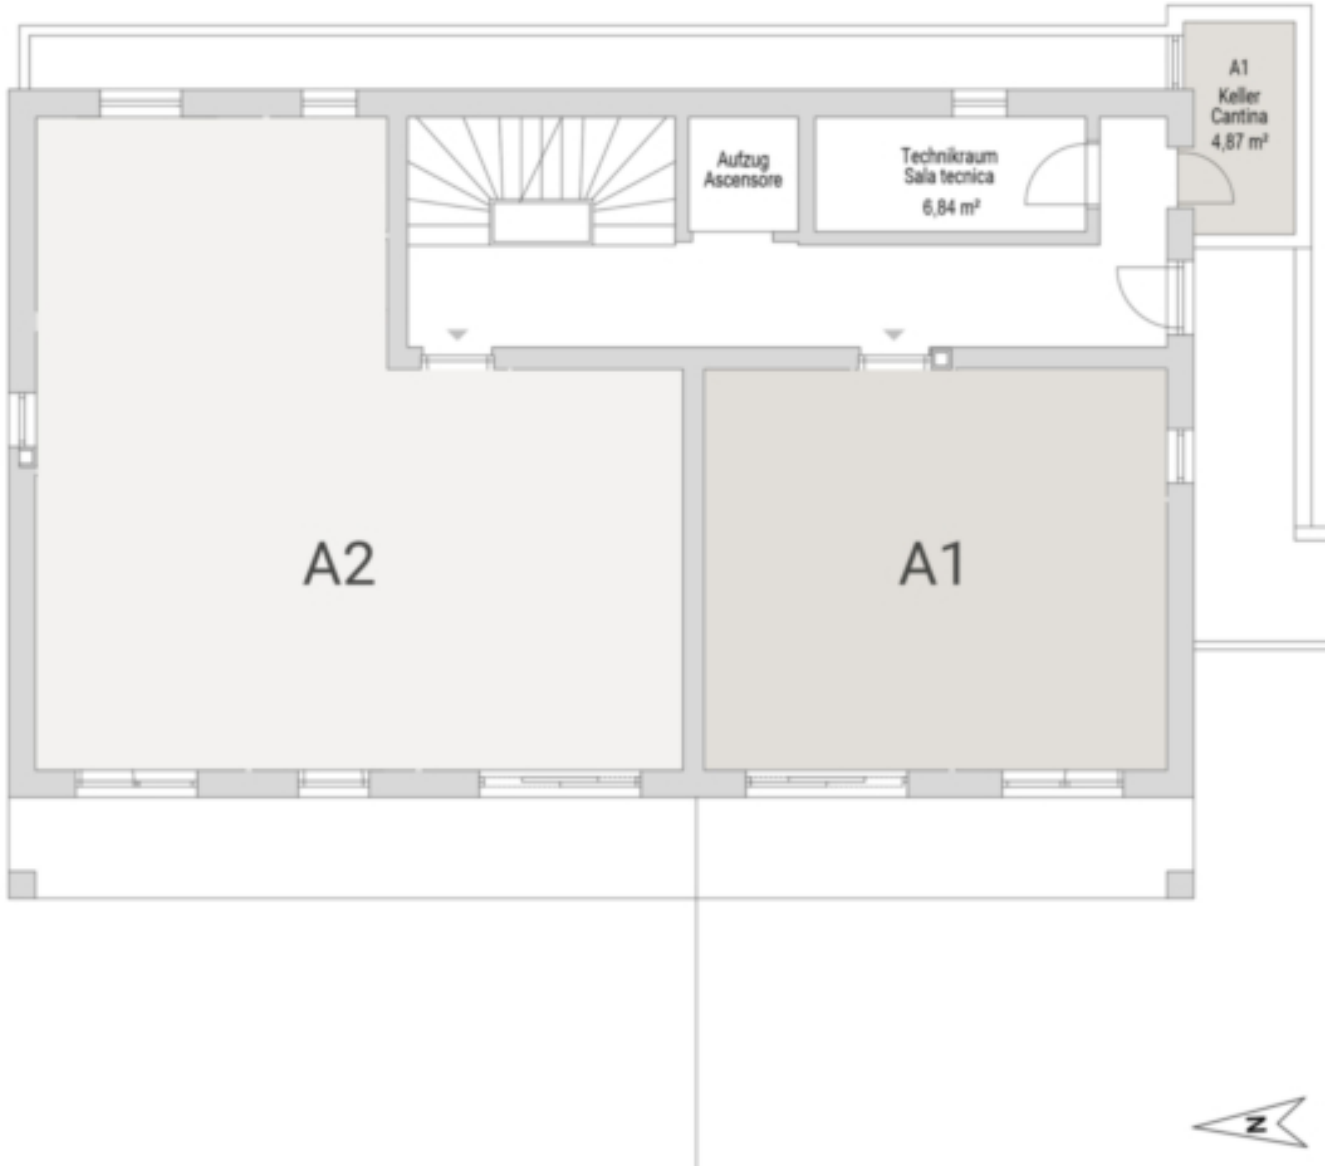 A1
Keller
Cantina
4,87 m²
Aufzug
Ascensore
Technikraum
Sala tecnica
6,84 m²
A2
A1
N